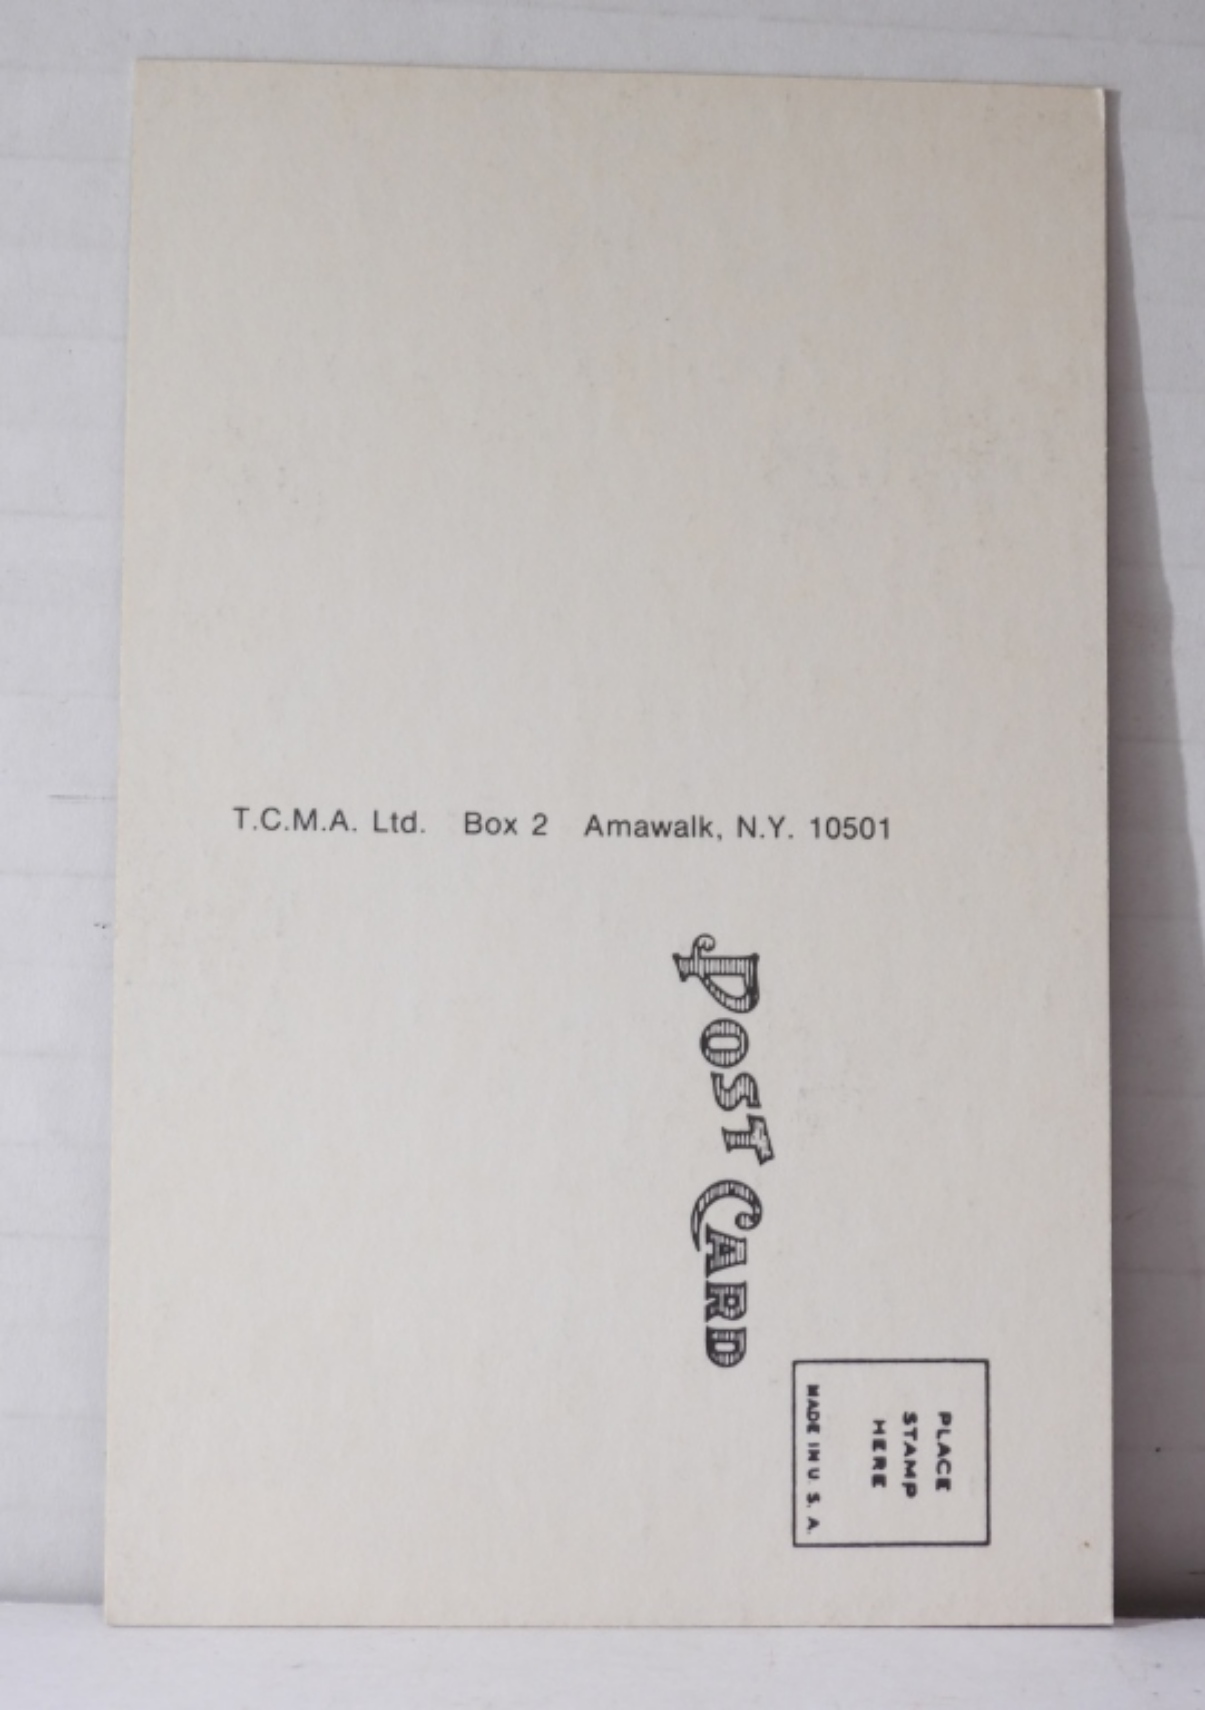 T.C.M.A. Ltd. Box 2 Amawalk, N.Y. 10501
POST CARD
PLACE
STAMP
HERE
MADE IN U. S. A.